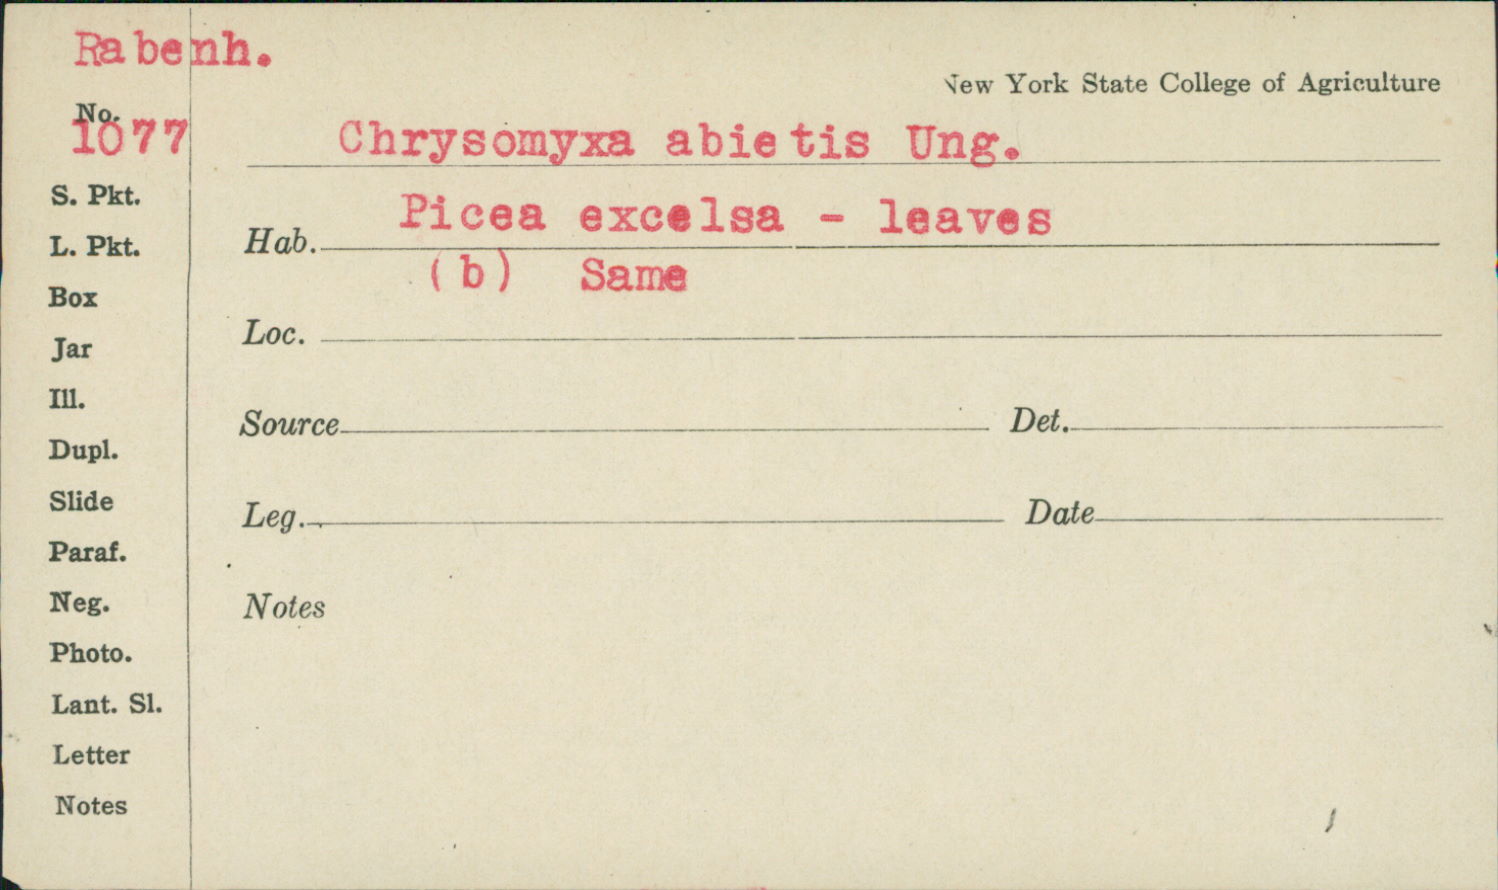 Rabenh.
New York State College of Agriculture
No.
1077
Chrysomyxa abietis Ung.
S. Pkt.
Picea excelsa - leaves
L. Pkt.
Hab.
(b) Same
Box
Loc.
Jar
Ill.
Source
Det.
Dupl.
Slide
Leg.
Date
Paraf.
Neg.
Notes
Photo.
Lant. Sl.
Letter
Notes